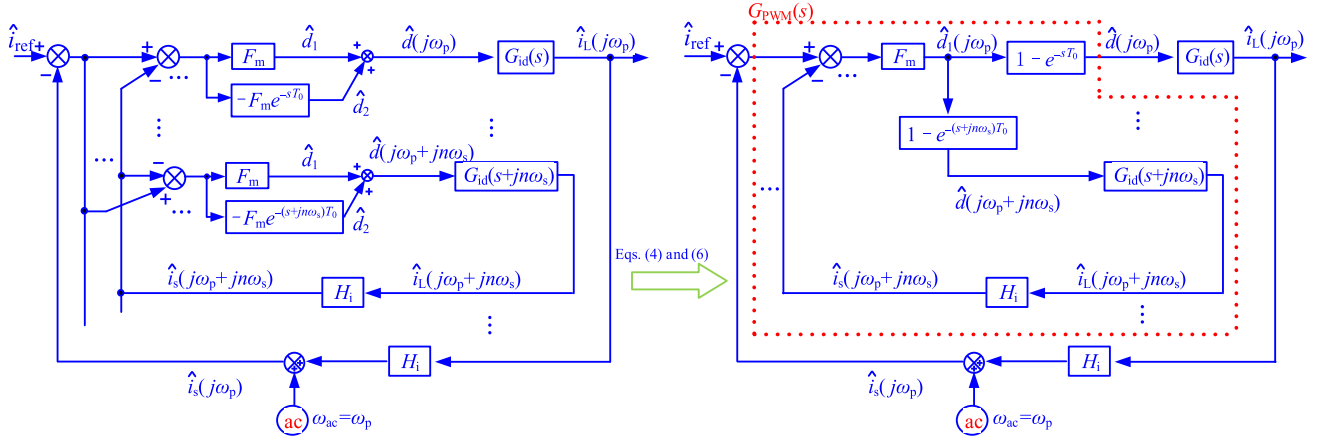 î_ref + −
+ − ... F_m d̂_1 + + d̂(jω_p) G_id(s) î_L(jω_p)
−F_m e^{−sT_0} d̂_2
⋮ ⋮
... − + ... F_m d̂_1 + + d̂(jω_p+jnω_s) G_id(s+jnω_s)
−F_m e^{−(s+jnω_s)T_0} d̂_2
î_s(jω_p+jnω_s) H_i î_L(jω_p+jnω_s)
⋮
+ + H_i
î_s(jω_p)
ac ω_ac=ω_p
Eqs. (4) and (6)
G_PWM(s)
î_ref + −
+ − ... F_m d̂_1(jω_p) 1 − e^{−sT_0} d̂(jω_p) G_id(s) î_L(jω_p)
1 − e^{−(s+jnω_s)T_0}
⋮ ⋮
... G_id(s+jnω_s)
d̂(jω_p+jnω_s)
î_s(jω_p+jnω_s) H_i î_L(jω_p+jnω_s)
⋮
+ + H_i
î_s(jω_p)
ac ω_ac=ω_p